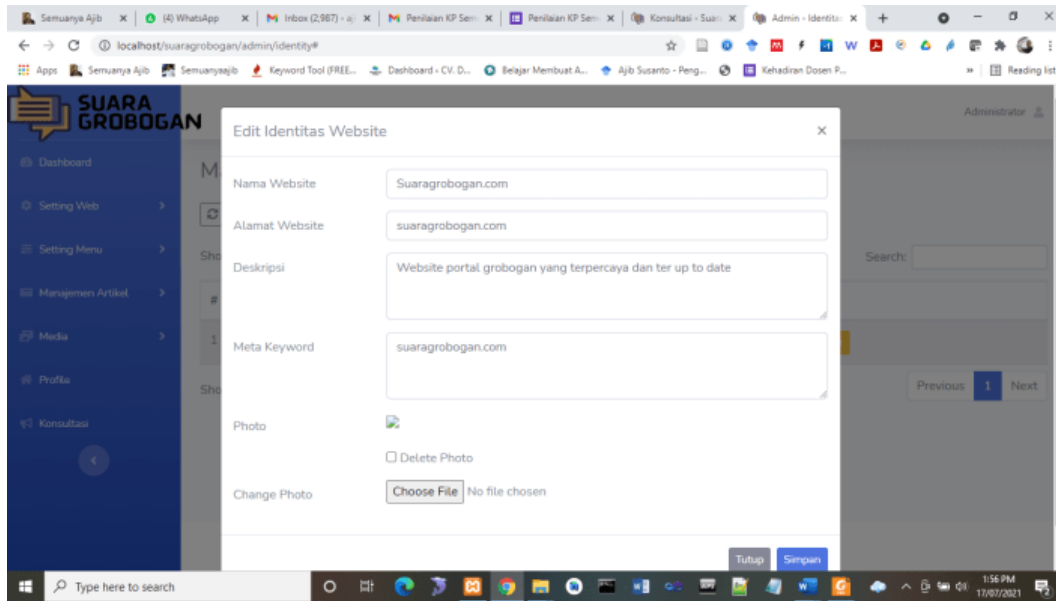 Semuanya Ajib
(4) WhatsApp
Inbox (2,987) - aj
Penilaian KP Sem
Penilaian KP Sem
Konsultasi - Suar
Admin - Identita
localhost/suaragrobogan/admin/identity#
Apps
Semuanya Ajib
Semuanyaajib
Keyword Tool (FREE...
Dashboard ‹ CV. D...
Belajar Membuat A...
Ajib Susanto - Peng...
Kehadiran Dosen P...
»
Reading list
SUARA
GROBOGAN
Administrator
Edit Identitas Website
×
Dashboard
Nama Website
Suaragrobogan.com
Setting Web
Alamat Website
suaragrobogan.com
Setting Menu
Sho
Deskripsi
Website portal grobogan yang terpercaya dan ter up to date
Search:
Manajemen Artikel
#
Media
1
Meta Keyword
suaragrobogan.com
Profile
Sho
Previous
1
Next
Konsultasi
Photo
Delete Photo
Change Photo
Choose File
No file chosen
Tutup
Simpan
Type here to search
1:56 PM
17/07/2021